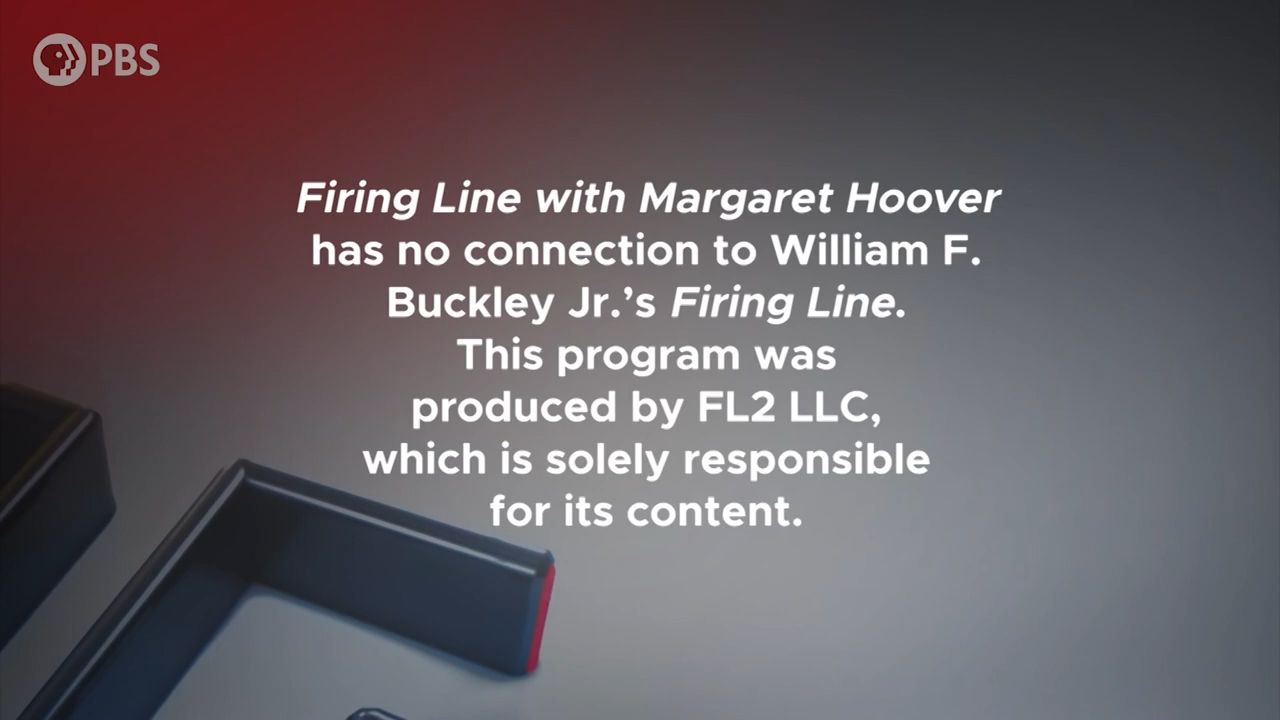 PBS
Firing Line with Margaret Hoover
has no connection to William F.
Buckley Jr.’s Firing Line.
This program was
produced by FL2 LLC,
which is solely responsible
for its content.